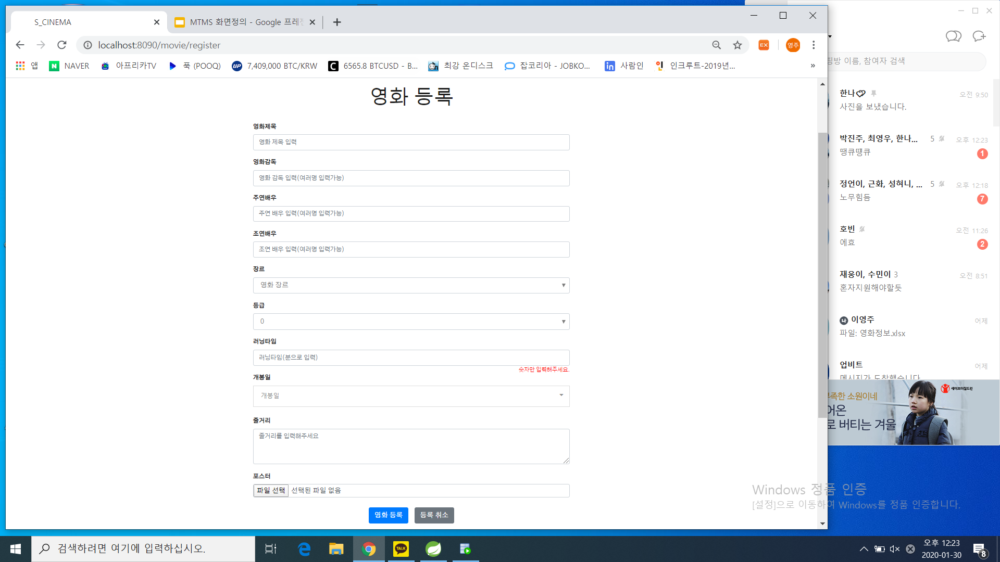 S_CINEMA
MTMS 화면정의 - Google 프레젠
localhost:8090/movie/register
EX
영주
앱
NAVER
아프리카TV
푹 (POOQ)
UP
7,409,000 BTC/KRW
6565.8 BTCUSD - B...
최강 온디스크
잡코리아 - JOBKO...
사람인
인크루트-2019년...
»
영화 등록
영화제목
영화 제목 입력
영화감독
영화 감독 입력(여러명 입력가능)
주연배우
주연 배우 입력(여러명 입력가능)
조연배우
조연 배우 입력(여러명 입력가능)
장르
영화 장르
등급
0
러닝타임
러닝타임(분으로 입력)
숫자만 입력해주세요.
개봉일
개봉일
줄거리
줄거리를 입력해주세요
포스터
파일 선택 선택된 파일 없음
영화 등록
등록 취소
팅방 이름, 참여자 검색
한나
오전 9:50
사진을 보냈습니다.
박진주, 최영우, 한나... 5
오후 12:23
땡큐땡큐
1
정언이, 근화, 성혀니, ... 5
오후 12:18
노무힘듬
7
호빈
오전 11:26
에효
2
재웅이, 수민이 3
오전 8:51
혼자지원해야할듯
나 이영주
어제
파일: 영화정보.xlsx
업비트
어제
메시지가 도착했습니다
족한 소원이네
세이브더칠드런
어온
로 버티는 겨울
Windows 정품 인증
[설정]으로 이동하여 Windows를 정품 인증합니다.
검색하려면 여기에 입력하십시오.
TALK
오후 12:23
2020-01-30
8